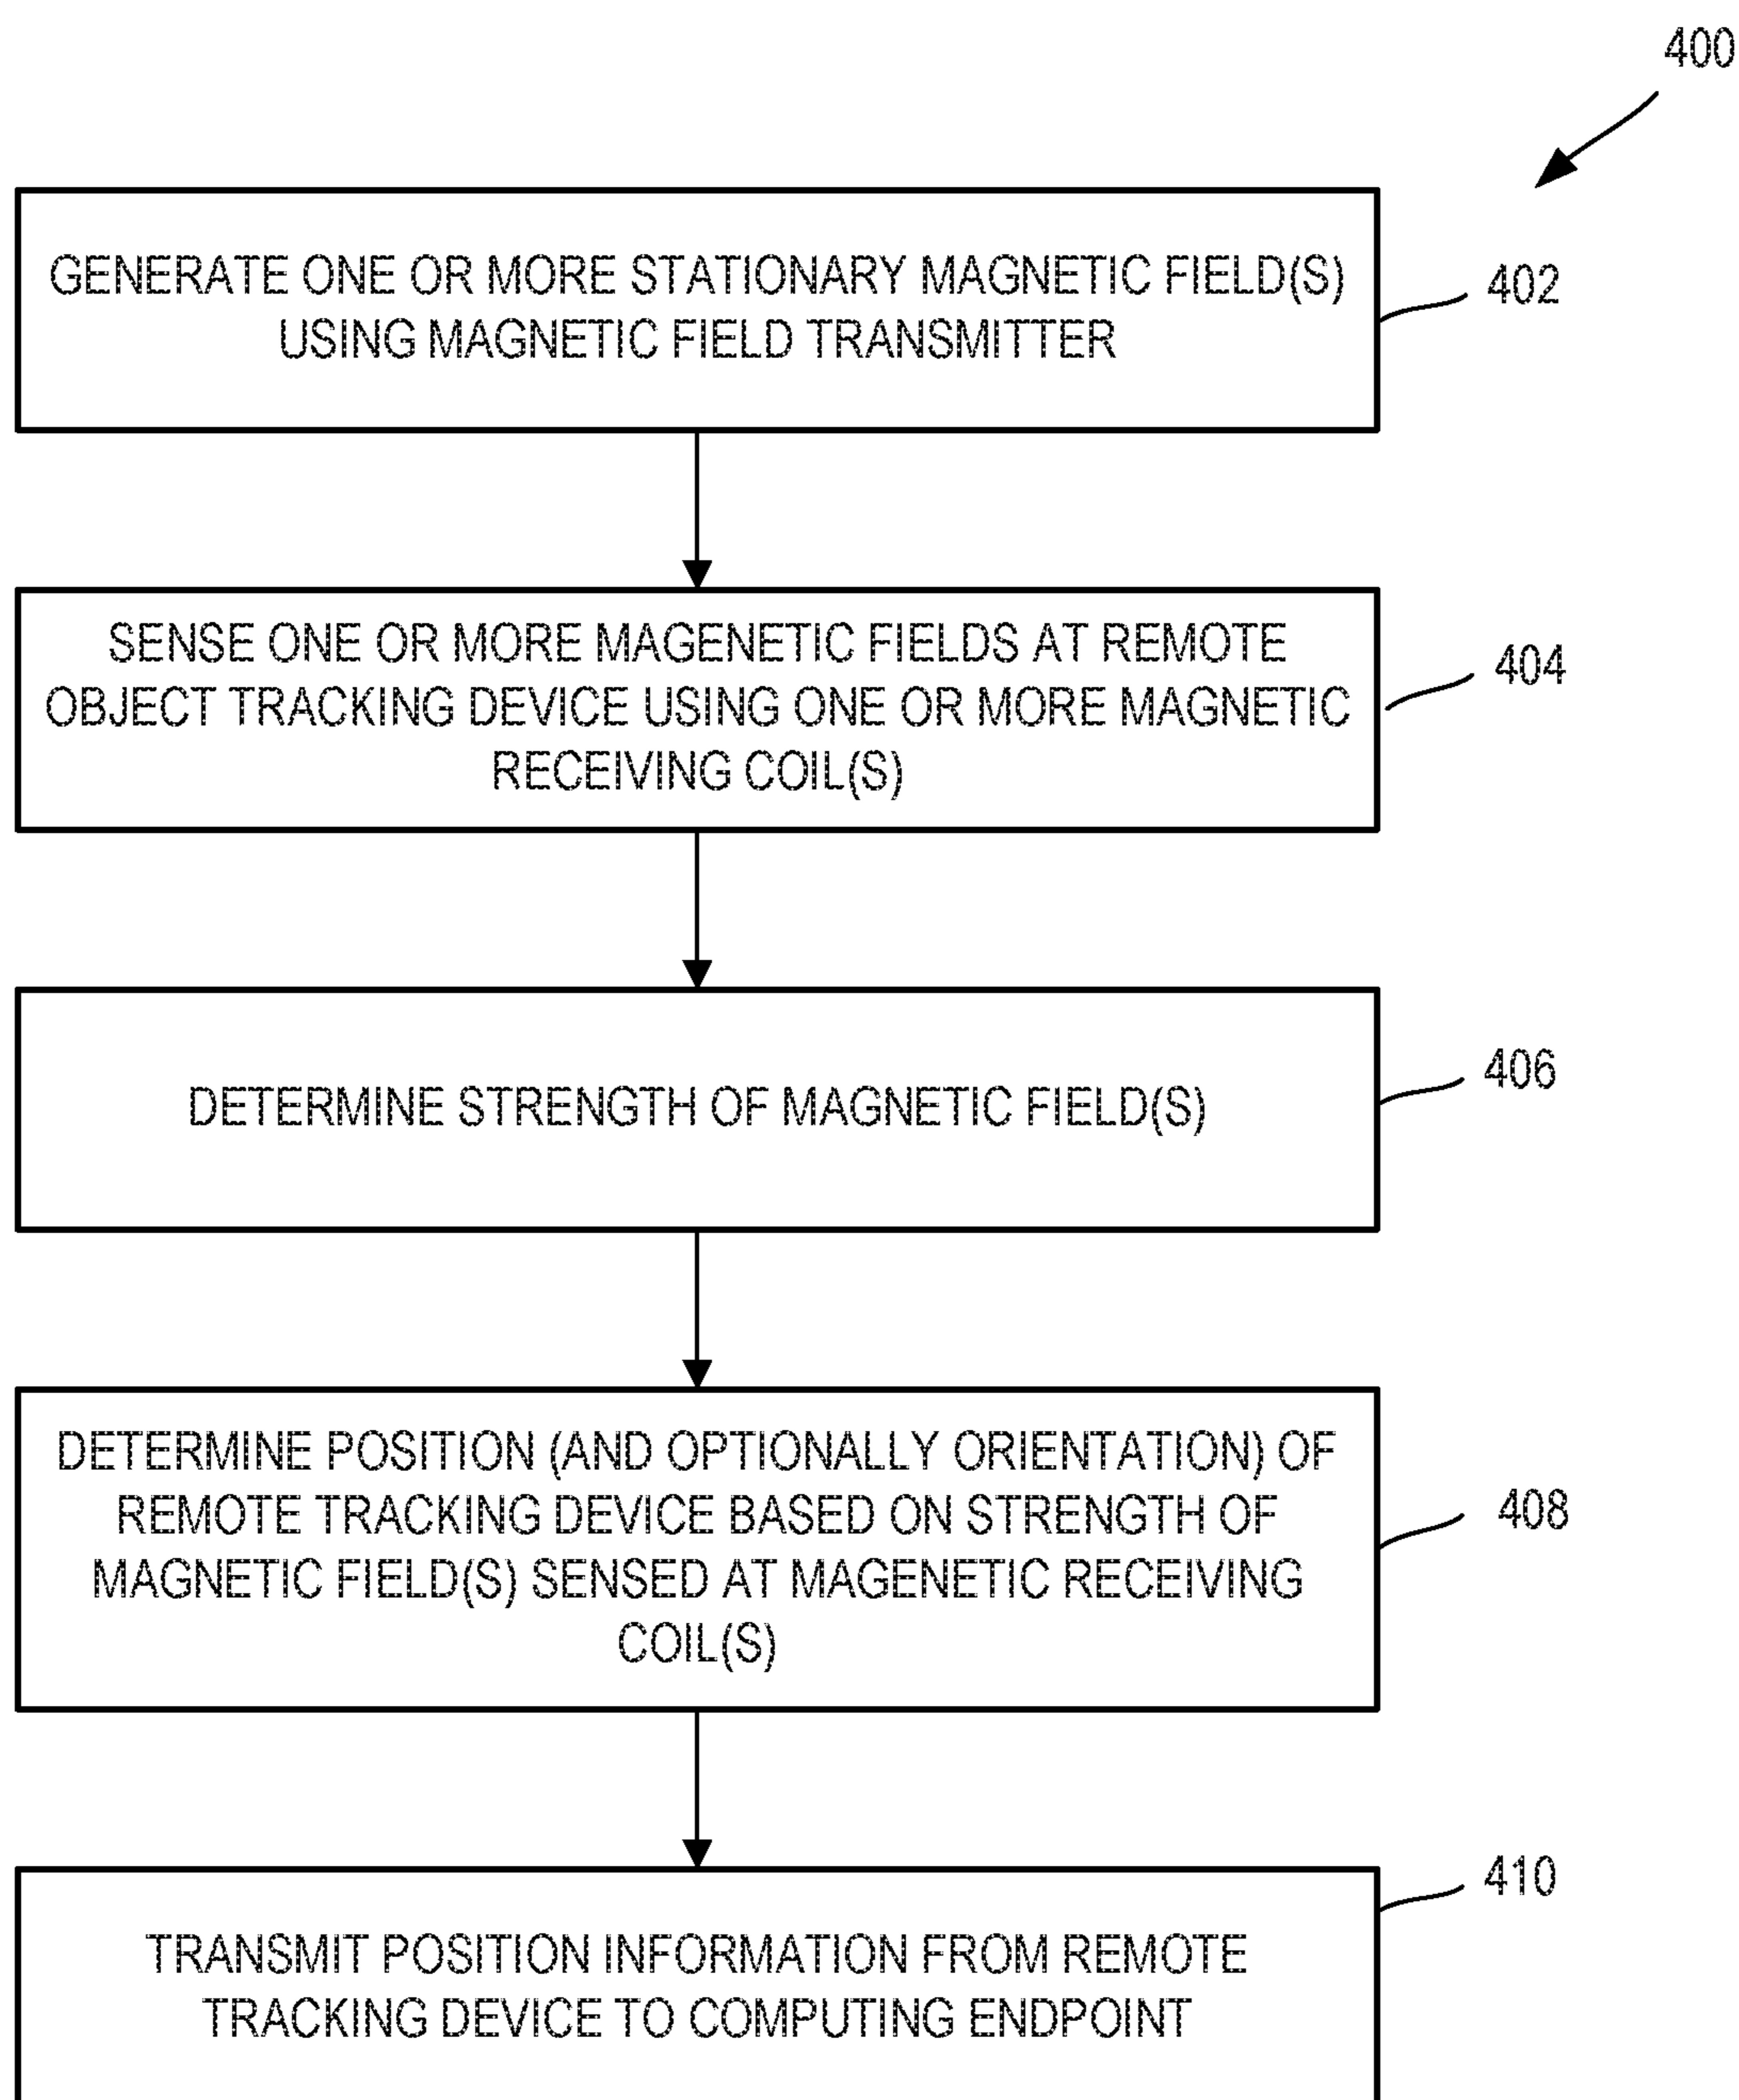 400
GENERATE ONE OR MORE STATIONARY MAGNETIC FIELD(S)
USING MAGNETIC FIELD TRANSMITTER
402
SENSE ONE OR MORE MAGENETIC FIELDS AT REMOTE
OBJECT TRACKING DEVICE USING ONE OR MORE MAGNETIC
RECEIVING COIL(S)
404
DETERMINE STRENGTH OF MAGNETIC FIELD(S)
406
DETERMINE POSITION (AND OPTIONALLY ORIENTATION) OF
REMOTE TRACKING DEVICE BASED ON STRENGTH OF
MAGNETIC FIELD(S) SENSED AT MAGENETIC RECEIVING
COIL(S)
408
TRANSMIT POSITION INFORMATION FROM REMOTE
TRACKING DEVICE TO COMPUTING ENDPOINT
410